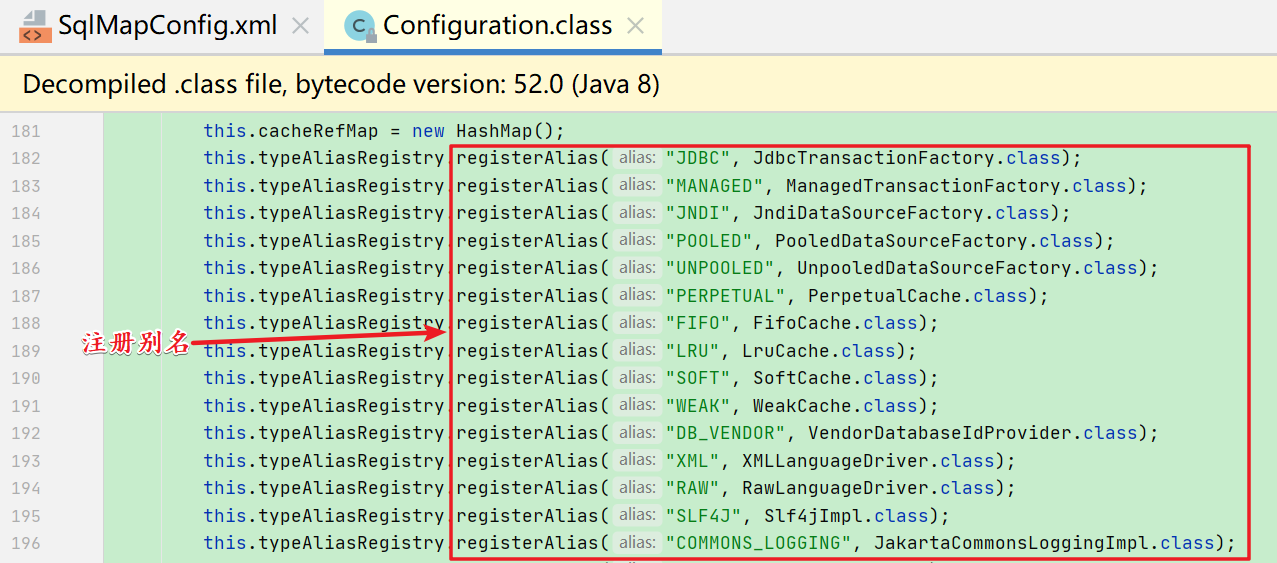 SqlMapConfig.xml Configuration.class
Decompiled .class file, bytecode version: 52.0 (Java 8)
181 this.cacheRefMap = new HashMap();
182 this.typeAliasRegistry.registerAlias( alias: "JDBC", JdbcTransactionFactory.class);
183 this.typeAliasRegistry.registerAlias( alias: "MANAGED", ManagedTransactionFactory.class);
184 this.typeAliasRegistry.registerAlias( alias: "JNDI", JndiDataSourceFactory.class);
185 this.typeAliasRegistry.registerAlias( alias: "POOLED", PooledDataSourceFactory.class);
186 this.typeAliasRegistry.registerAlias( alias: "UNPOOLED", UnpooledDataSourceFactory.class);
187 this.typeAliasRegistry.registerAlias( alias: "PERPETUAL", PerpetualCache.class);
188 this.typeAliasRegistry.registerAlias( alias: "FIFO", FifoCache.class);
注册别名
189 this.typeAliasRegistry.registerAlias( alias: "LRU", LruCache.class);
190 this.typeAliasRegistry.registerAlias( alias: "SOFT", SoftCache.class);
191 this.typeAliasRegistry.registerAlias( alias: "WEAK", WeakCache.class);
192 this.typeAliasRegistry.registerAlias( alias: "DB_VENDOR", VendorDatabaseIdProvider.class);
193 this.typeAliasRegistry.registerAlias( alias: "XML", XMLLanguageDriver.class);
194 this.typeAliasRegistry.registerAlias( alias: "RAW", RawLanguageDriver.class);
195 this.typeAliasRegistry.registerAlias( alias: "SLF4J", Slf4jImpl.class);
196 this.typeAliasRegistry.registerAlias( alias: "COMMONS_LOGGING", JakartaCommonsLoggingImpl.class);